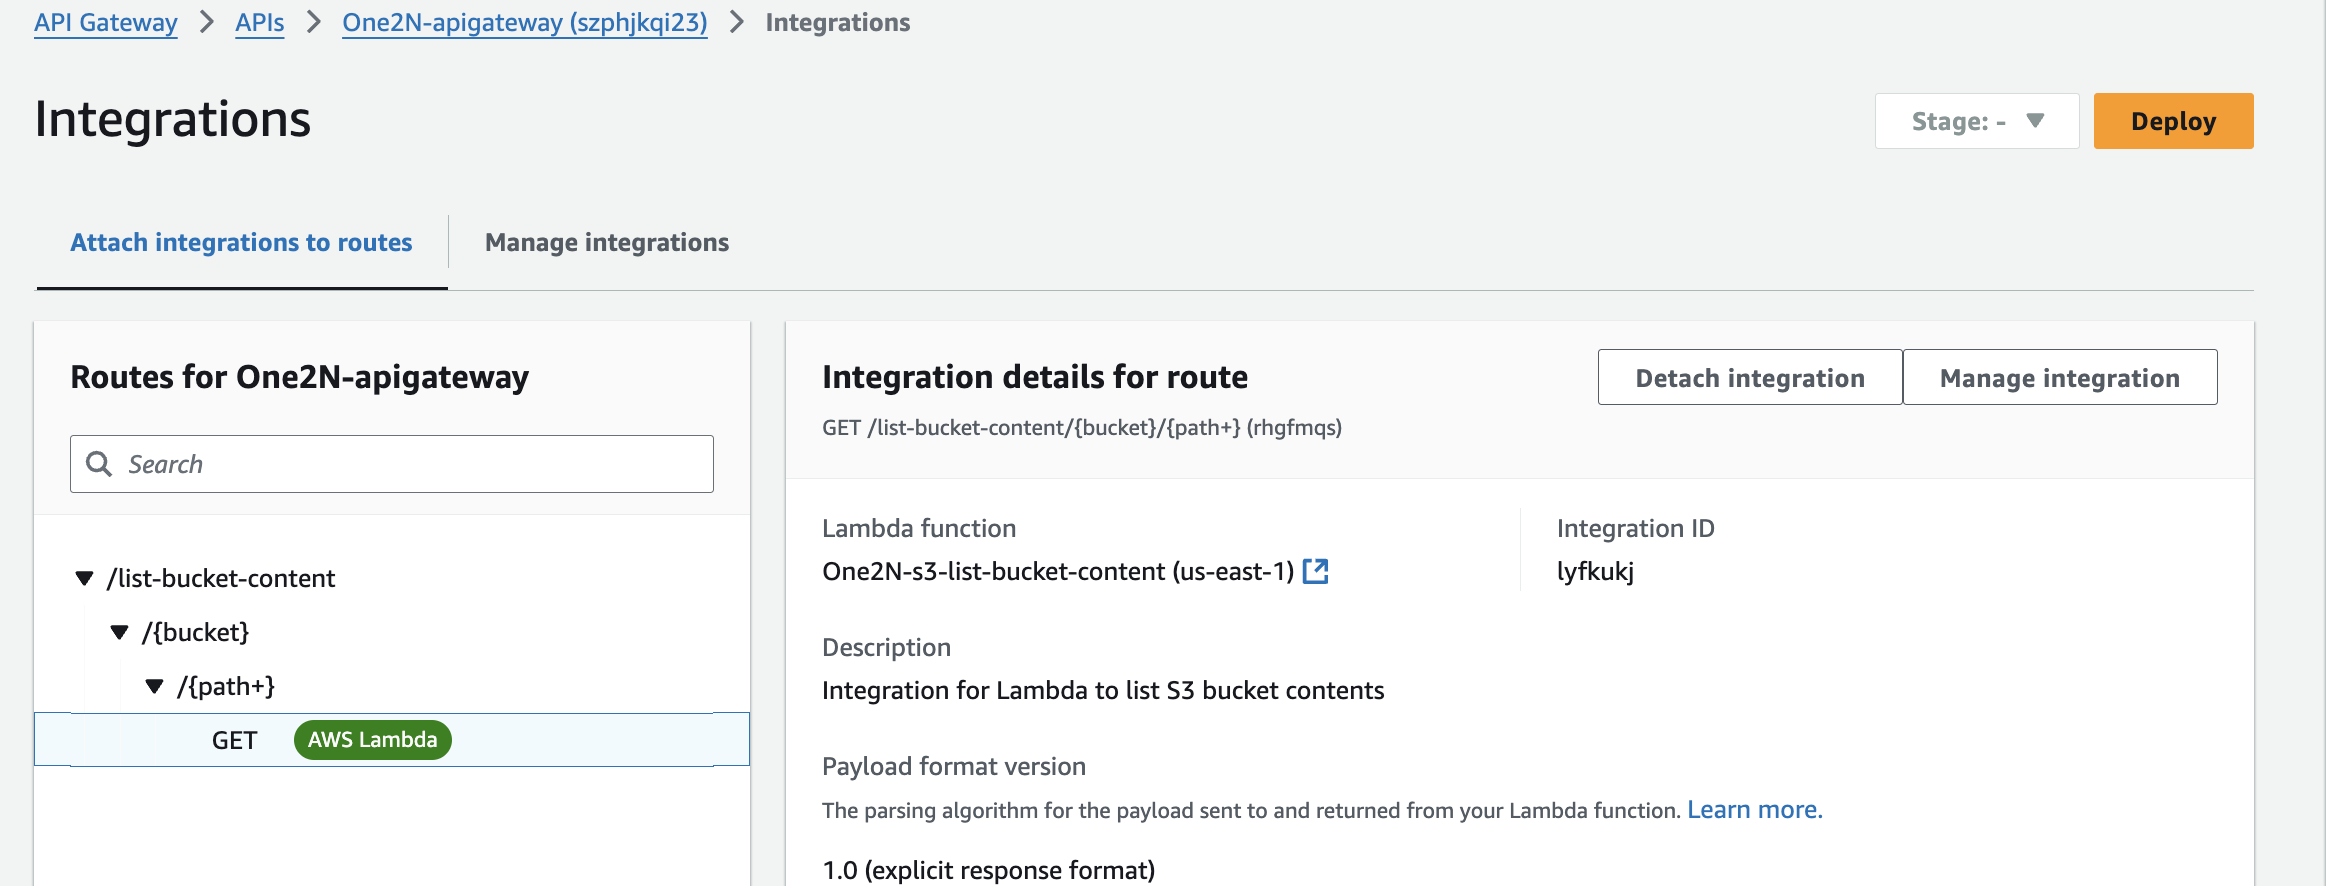 API Gateway > APIs > One2N-apigateway (szphjkqi23) > Integrations
Integrations
Stage: - ▼ Deploy
Attach integrations to routes Manage integrations
Routes for One2N-apigateway
Search
▼ /list-bucket-content
▼ /{bucket}
▼ /{path+}
GET AWS Lambda
Integration details for route
Detach integration Manage integration
GET /list-bucket-content/{bucket}/{path+} (rhgfmqs)
Lambda function
One2N-s3-list-bucket-content (us-east-1)
Integration ID
lyfkukj
Description
Integration for Lambda to list S3 bucket contents
Payload format version
The parsing algorithm for the payload sent to and returned from your Lambda function. Learn more.
1.0 (explicit response format)